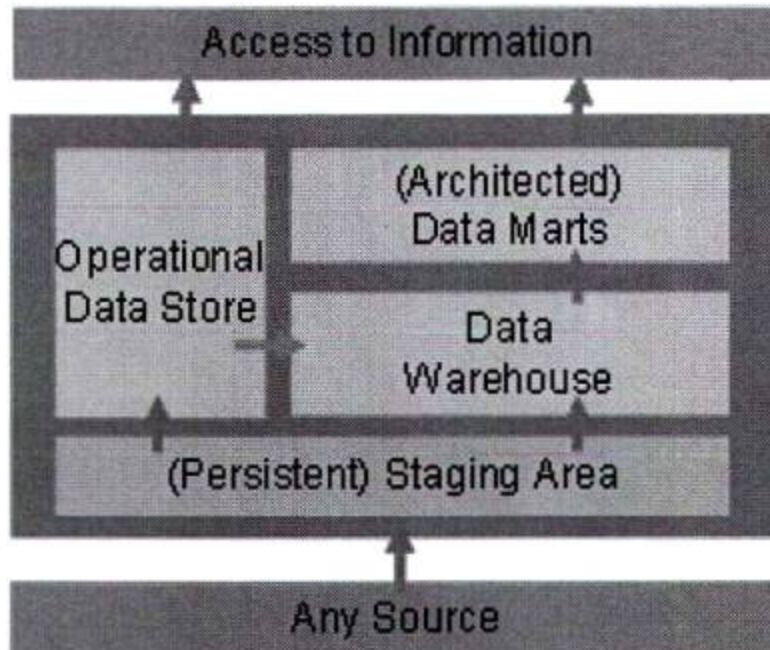 Access to Information
(Architected)
Data Marts
Operational
Data Store
Data
Warehouse
(Persistent) Staging Area
Any Source